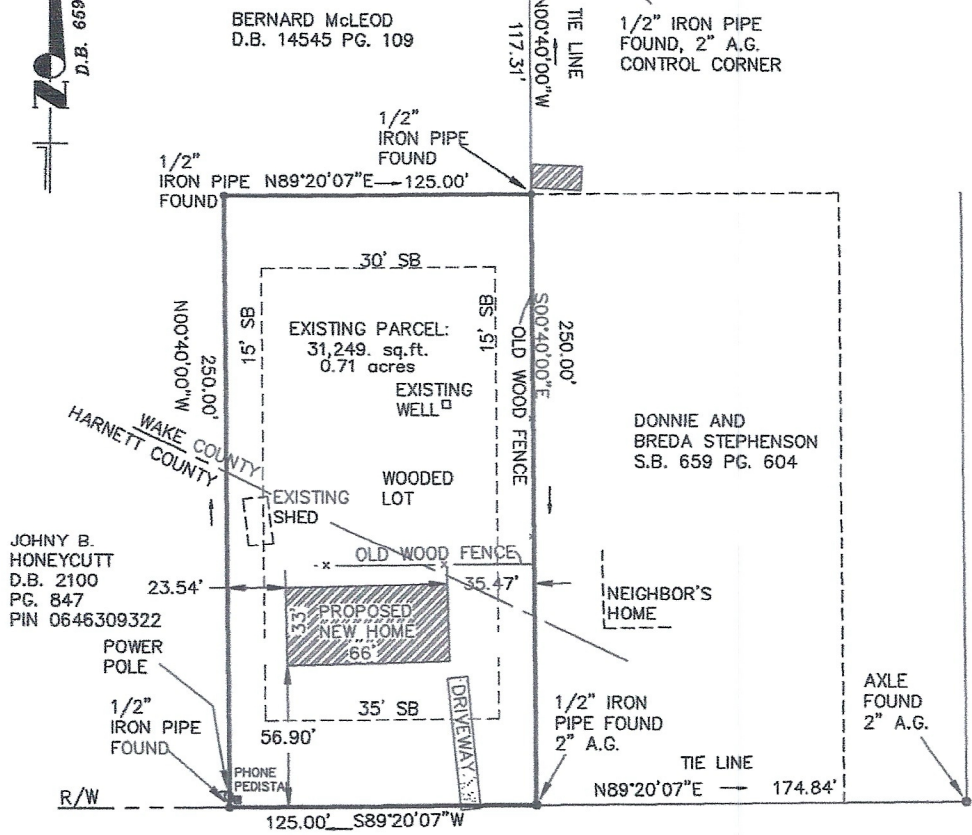 D.B. 659
BERNARD McLEOD
D.B. 14545 PG. 109
N00°40'00"W
117.31'
TIE LINE
1/2" IRON PIPE
FOUND, 2" A.G.
CONTROL CORNER
1/2"
IRON PIPE
FOUND
1/2"
IRON PIPE
FOUND
N89°20'07"E 125.00'
30' SB
15' SB
15' SB
EXISTING PARCEL:
31,249. sq.ft.
0.71 acres
EXISTING
WELL
N00°40'00"W
250.00'
OLD WOOD FENCE
S00°40'00"E
250.00'
DONNIE AND
BREDA STEPHENSON
S.B. 659 PG. 604
WAKE COUNTY
HARNETT COUNTY
WOODED
LOT
EXISTING
SHED
JOHNY B.
HONEYCUTT
D.B. 2100
PG. 847
PIN 0646309322
OLD WOOD FENCE
23.54'
35.47'
33'
PROPOSED
NEW HOME
66'
NEIGHBOR'S
HOME
POWER
POLE
1/2"
IRON PIPE
FOUND
35' SB
56.90'
DRIVEWAY
1/2" IRON
PIPE FOUND
2" A.G.
AXLE
FOUND
2" A.G.
PHONE
PEDISTAL
TIE LINE
N89°20'07"E 174.84'
R/W
125.00' S89°20'07"W